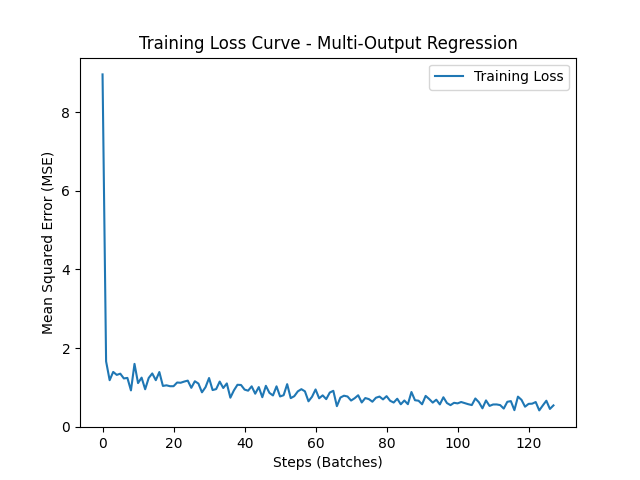 Training Loss Curve - Multi-Output Regression
Training Loss
Mean Squared Error (MSE)
8
6
4
2
0
0 20 40 60 80 100 120
Steps (Batches)